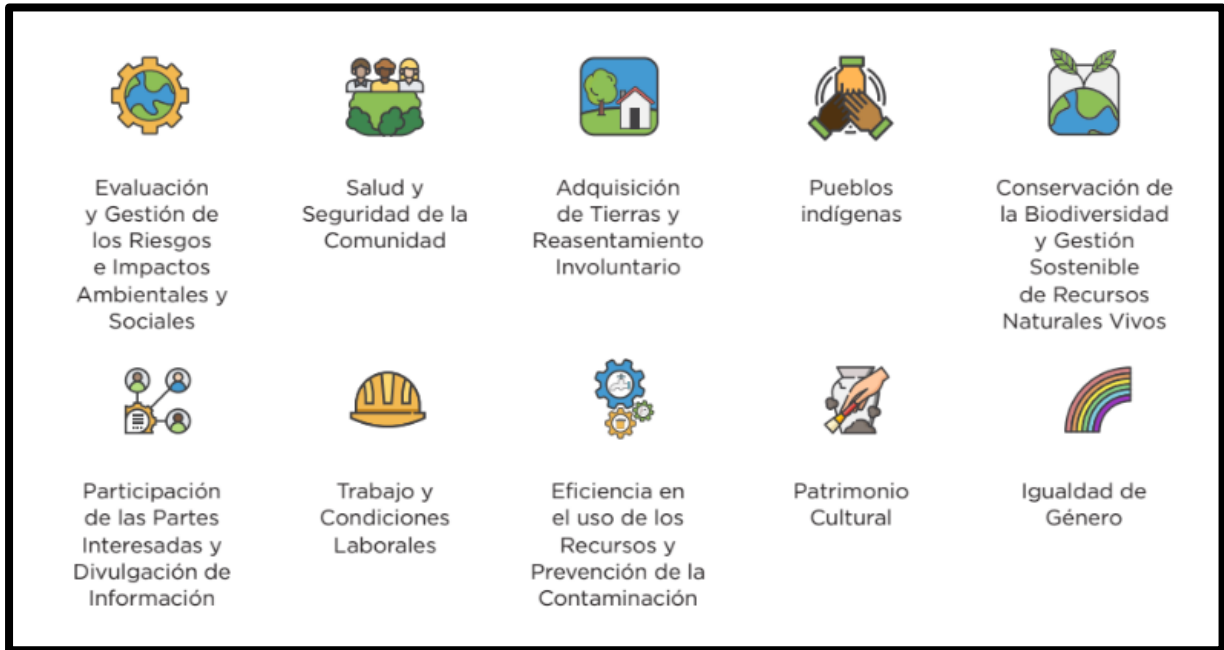 Evaluación
y Gestión de
los Riesgos
e Impactos
Ambientales y
Sociales
Salud y
Seguridad de la
Comunidad
Adquisición
de Tierras y
Reasentamiento
Involuntario
Pueblos
indígenas
Conservación de
la Biodiversidad
y Gestión
Sostenible
de Recursos
Naturales Vivos
Participación
de las Partes
Interesadas y
Divulgación de
Información
Trabajo y
Condiciones
Laborales
Eficiencia en
el uso de los
Recursos y
Prevención de la
Contaminación
Patrimonio
Cultural
Igualdad de
Género